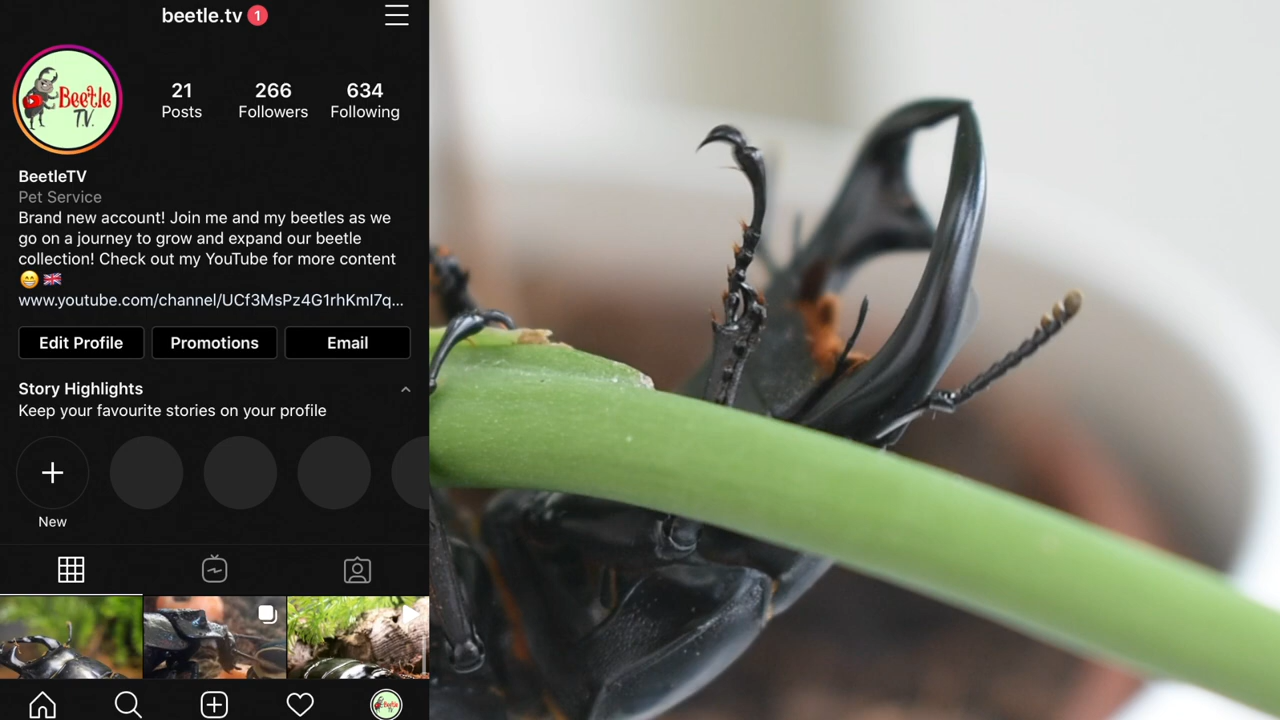 beetle.tv 1
21 266 634
Posts Followers Following
Beetle
T.V.
BeetleTV
Pet Service
Brand new account! Join me and my beetles as we
go on a journey to grow and expand our beetle
collection! Check out my YouTube for more content
😁 🇬🇧
www.youtube.com/channel/UCf3MsPz4G1rhKml7q...
Edit Profile Promotions Email
Story Highlights
Keep your favourite stories on your profile
New